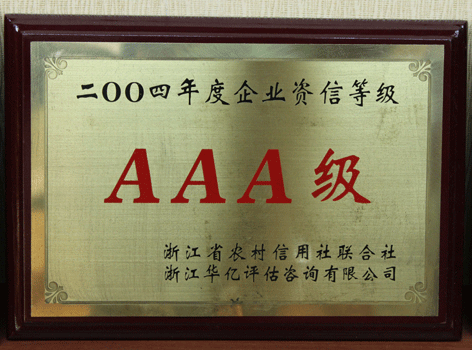 二OO四年度企业资信等级
AAA级
浙江省农村信用社联合社
浙江华亿评估咨询有限公司